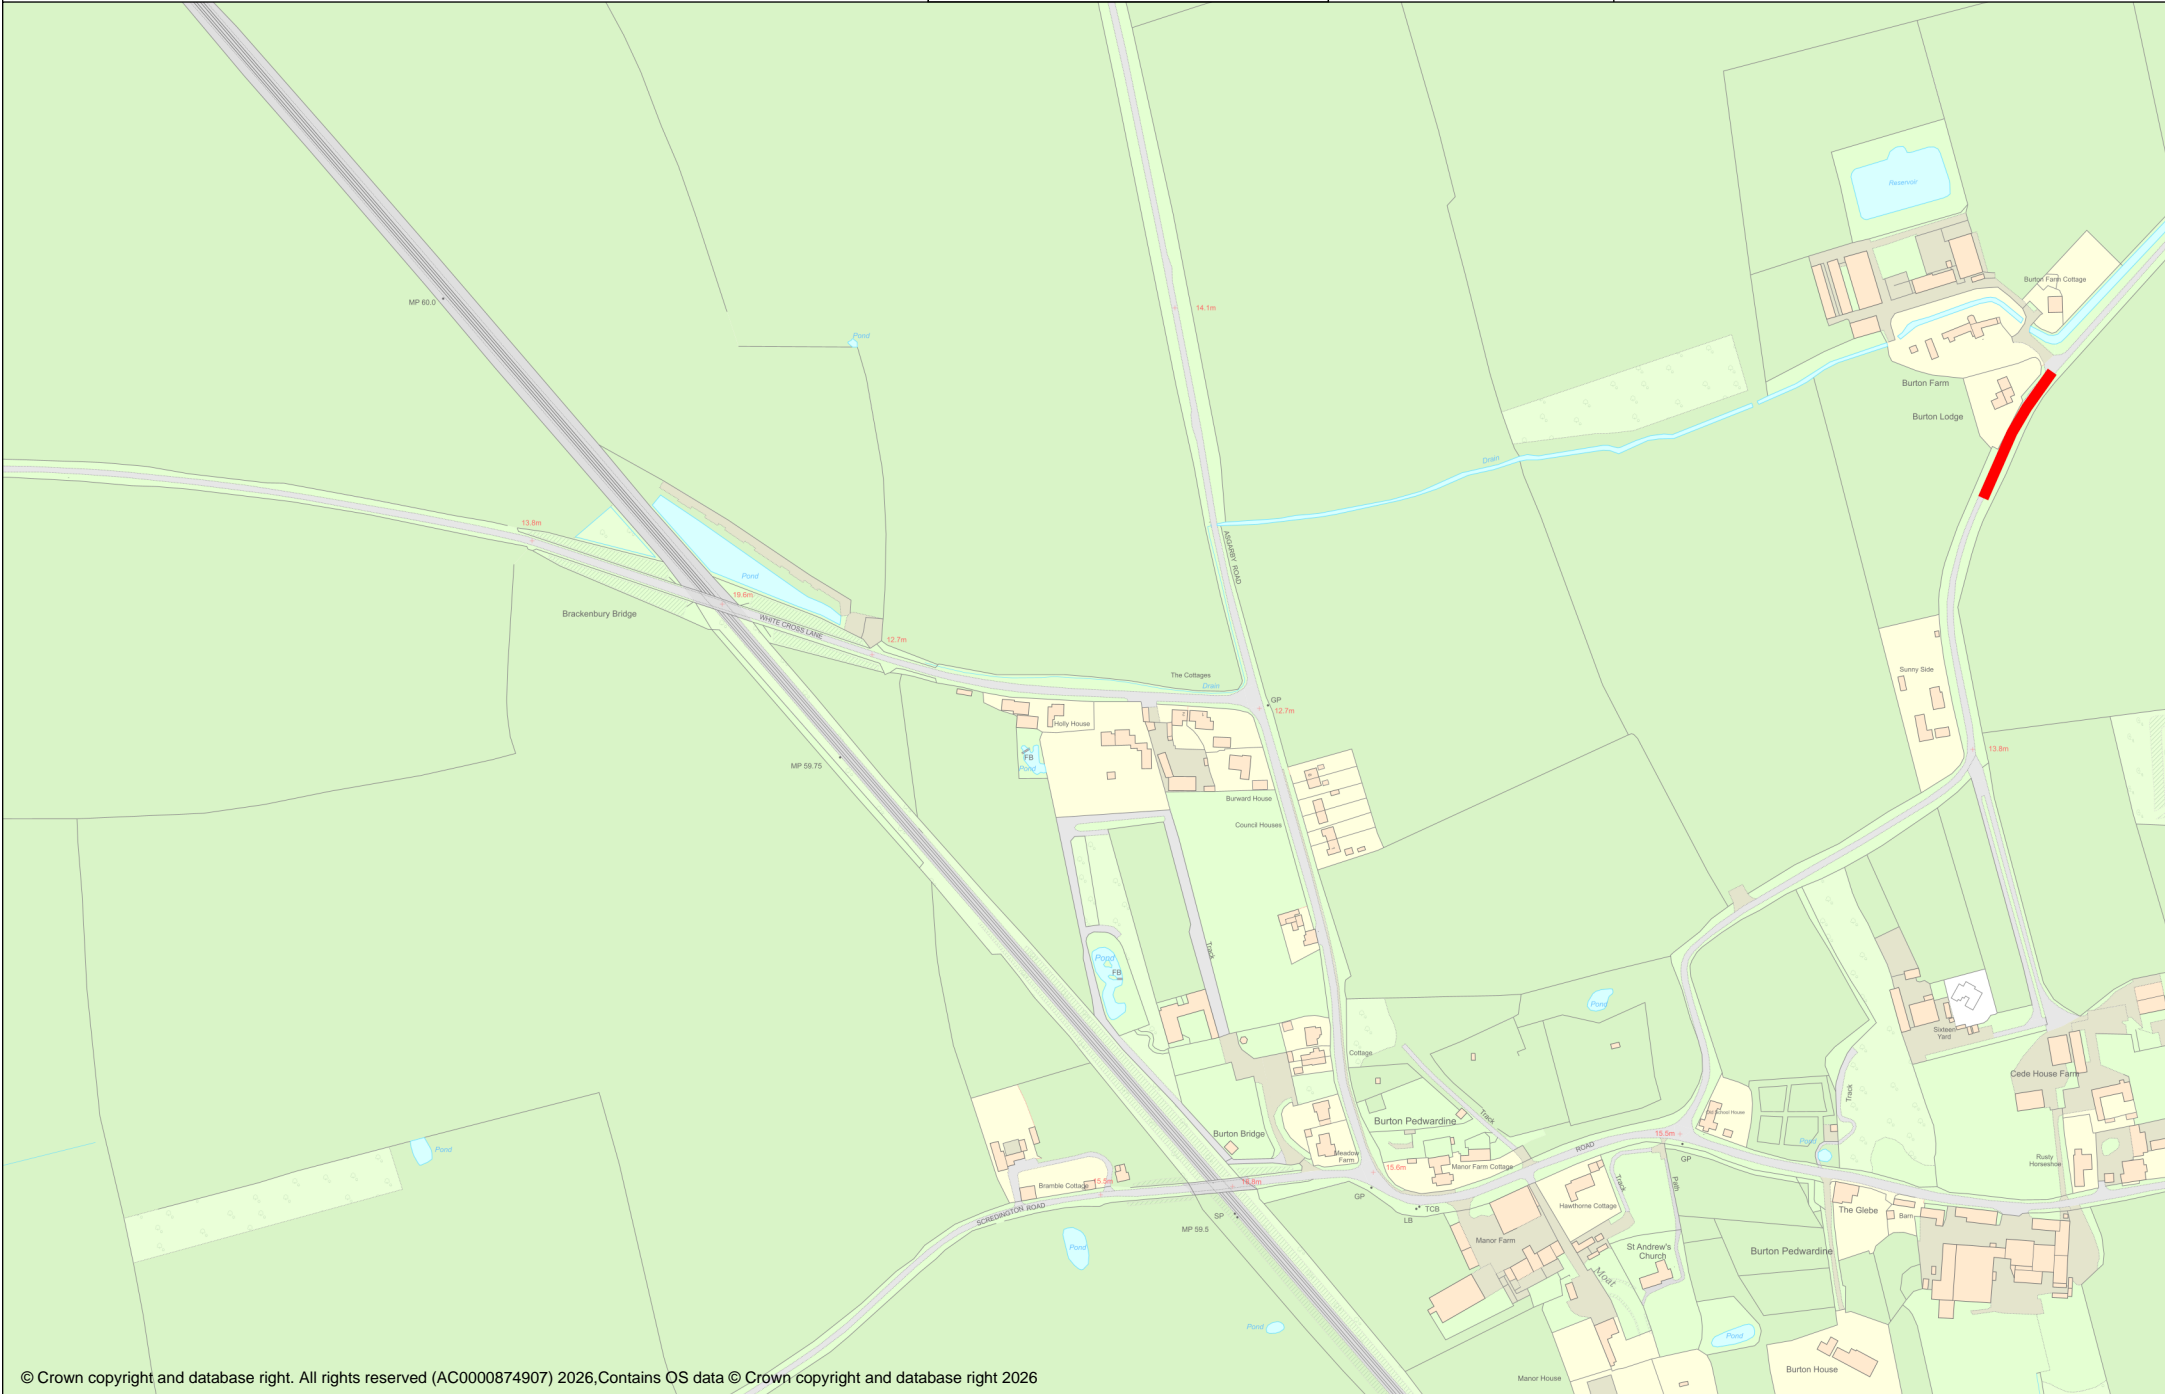 Reservoir
Burton Farm Cottage
MP 60.0
14.1m
Pond
Burton Farm
Burton Lodge
Drain
13.6m
ASGARBY ROAD
Pond
19.6m
Brackenbury Bridge
WHITE CROSS LANE
12.7m
The Cottages
Sunny Side
Drain
GP
12.7m
Holly House
13.8m
FB
Pond
MP 59.75
Burward House
Council Houses
Track
Pond
FB
Pond
Sixteen
Yard
Cottage
Cede House Farm
Track
Old School House
Track
Burton Pedwardine
Burton Bridge
15.5m
Pond
ROAD
Pond
Meadow
Farm
GP
Rusty
Horseshoe
15.6m
Manor Farm Cottage
Bramble Cottage
15.5m
16.8m
Track
Path
GP
Hawthorne Cottage
SCREDINGTON ROAD
SP
MP 59.5
TCB
LB
The Glebe
Barn
Manor Farm
Pond
St Andrew's
Church
Burton Pedwardine
Moat
Pond
Pond
Burton House
Manor House
© Crown copyright and database right. All rights reserved (AC0000874907) 2026,Contains OS data © Crown copyright and database right 2026